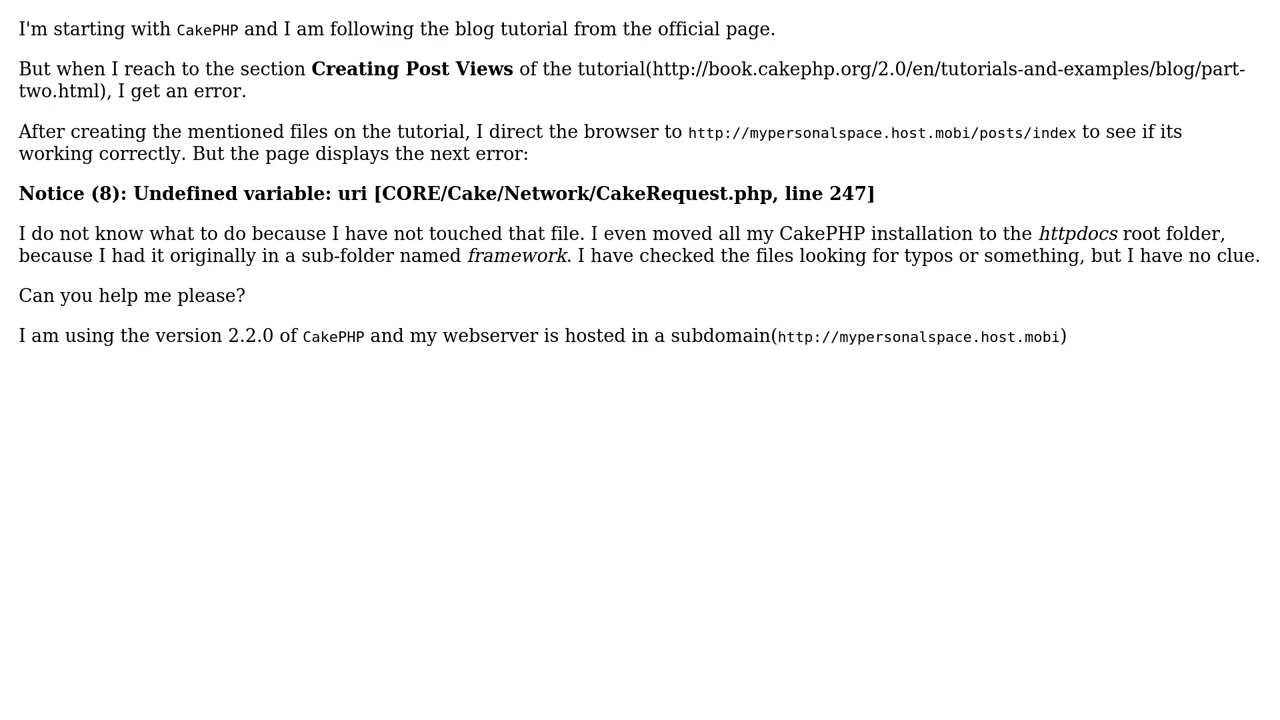 I'm starting with CakePHP and I am following the blog tutorial from the official page.
But when I reach to the section Creating Post Views of the tutorial(http://book.cakephp.org/2.0/en/tutorials-and-examples/blog/part-
two.html), I get an error.
After creating the mentioned files on the tutorial, I direct the browser to http://mypersonalspace.host.mobi/posts/index to see if its
working correctly. But the page displays the next error:
Notice (8): Undefined variable: uri [CORE/Cake/Network/CakeRequest.php, line 247]
I do not know what to do because I have not touched that file. I even moved all my CakePHP installation to the httpdocs root folder,
because I had it originally in a sub-folder named framework. I have checked the files looking for typos or something, but I have no clue.
Can you help me please?
I am using the version 2.2.0 of CakePHP and my webserver is hosted in a subdomain(http://mypersonalspace.host.mobi)